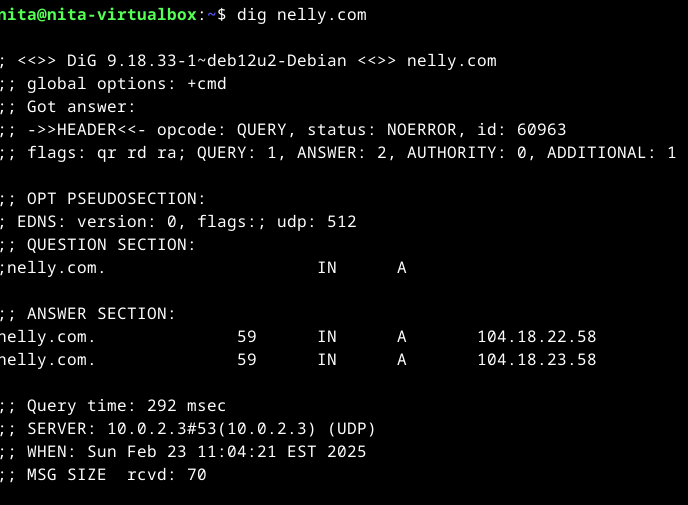 nita@nita-virtualbox:~$ dig nelly.com
; <<>> DiG 9.18.33-1~deb12u2-Debian <<>> nelly.com
;; global options: +cmd
;; Got answer:
;; ->>HEADER<<- opcode: QUERY, status: NOERROR, id: 60963
;; flags: qr rd ra; QUERY: 1, ANSWER: 2, AUTHORITY: 0, ADDITIONAL: 1
;; OPT PSEUDOSECTION:
; EDNS: version: 0, flags:; udp: 512
;; QUESTION SECTION:
;nelly.com. IN A
;; ANSWER SECTION:
nelly.com. 59 IN A 104.18.22.58
nelly.com. 59 IN A 104.18.23.58
;; Query time: 292 msec
;; SERVER: 10.0.2.3#53(10.0.2.3) (UDP)
;; WHEN: Sun Feb 23 11:04:21 EST 2025
;; MSG SIZE  rcvd: 70